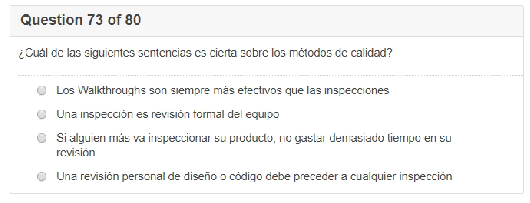 Question 73 of 80
¿Cuál de las siguientes sentencias es cierta sobre los métodos de calidad?
Los Walkthroughs son siempre más efectivos que las inspecciones
Una inspección es revisión formal del equipo
Si alguien más va inspeccionar su producto, no gastar demasiado tiempo en su
revisión
Una revisión personal de diseño o código debe preceder a cualquier inspección